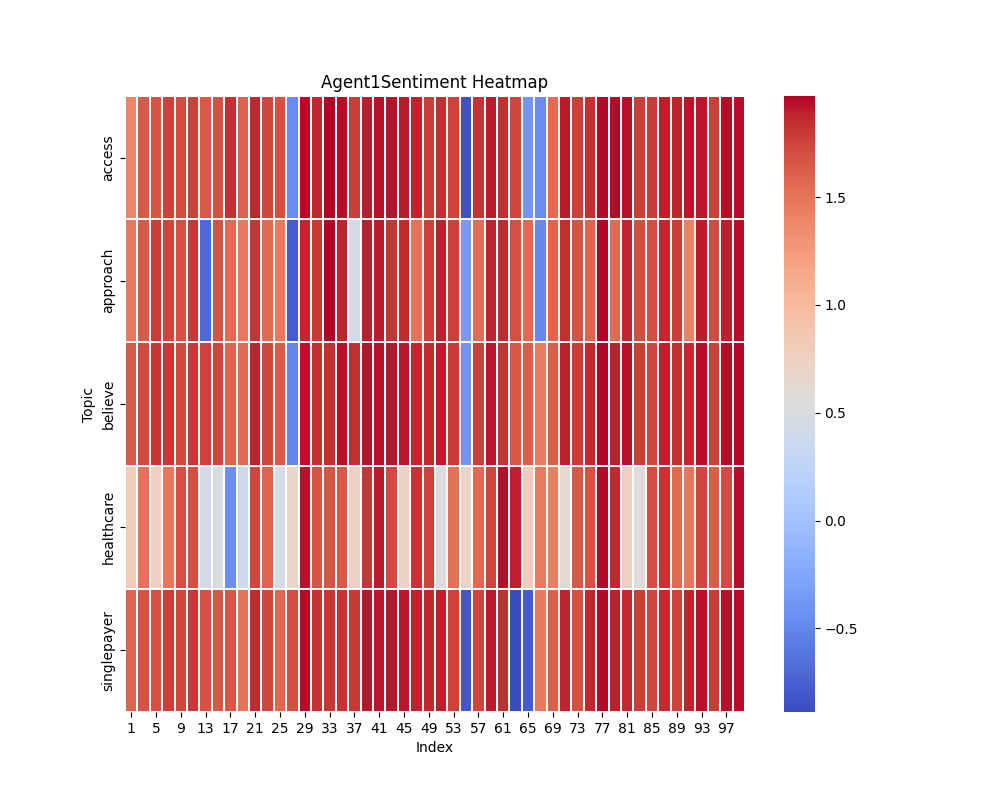 Agent1Sentiment Heatmap
Topic
access
approach
believe
healthcare
singlepayer
1 5 9 13 17 21 25 29 33 37 41 45 49 53 57 61 65 69 73 77 81 85 89 93 97
Index
1.5
1.0
0.5
0.0
−0.5